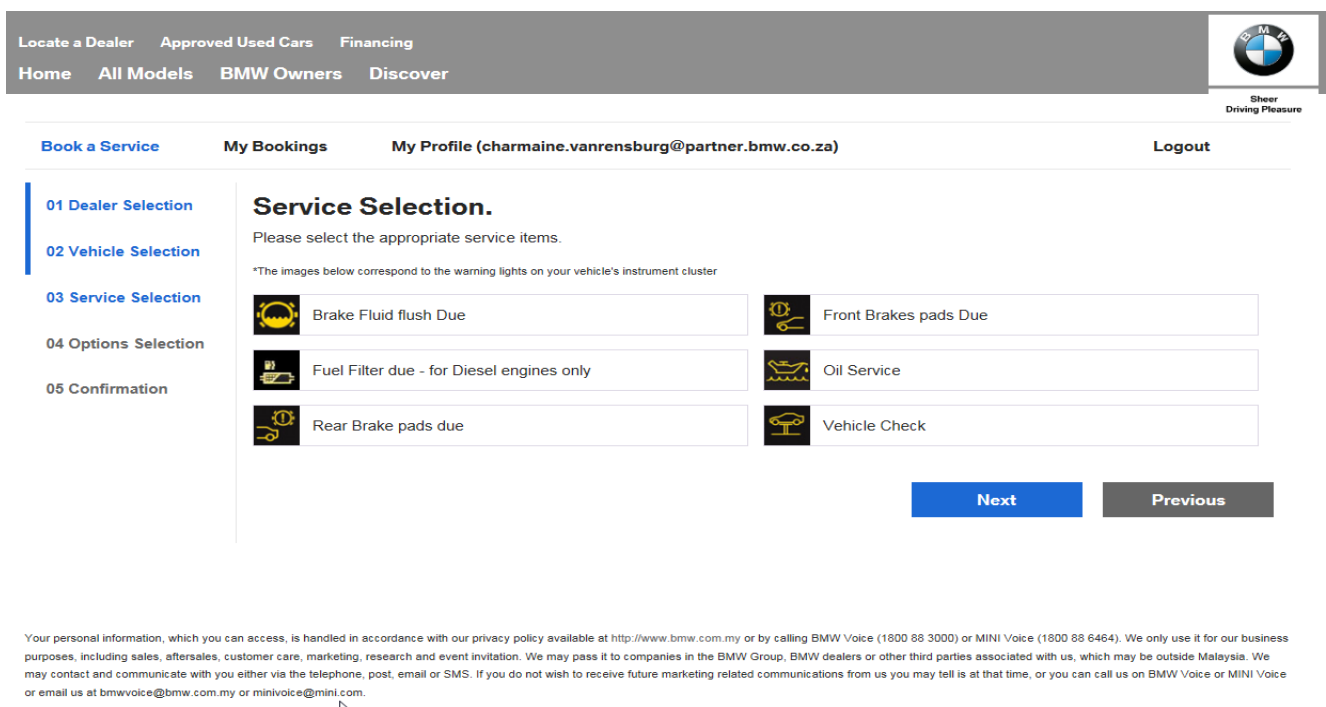 Locate a Dealer Approved Used Cars Financing
Home All Models BMW Owners Discover
BMW
Sheer
Driving Pleasure
Book a Service My Bookings My Profile (charmaine.vanrensburg@partner.bmw.co.za) Logout
01 Dealer Selection
02 Vehicle Selection
03 Service Selection
04 Options Selection
05 Confirmation
Service Selection.
Please select the appropriate service items.
*The images below correspond to the warning lights on your vehicle's instrument cluster
Brake Fluid flush Due
Front Brakes pads Due
Fuel Filter due - for Diesel engines only
Oil Service
Rear Brake pads due
Vehicle Check
Next Previous
Your personal information, which you can access, is handled in accordance with our privacy policy available at http://www.bmw.com.my or by calling BMW Voice (1800 88 3000) or MINI Voice (1800 88 6464). We only use it for our business
purposes, including sales, aftersales, customer care, marketing, research and event invitation. We may pass it to companies in the BMW Group, BMW dealers or other third parties associated with us, which may be outside Malaysia. We
may contact and communicate with you either via the telephone, post, email or SMS. If you do not wish to receive future marketing related communications from us you may tell is at that time, or you can call us on BMW Voice or MINI Voice
or email us at bmwvoice@bmw.com.my or minivoice@mini.com.